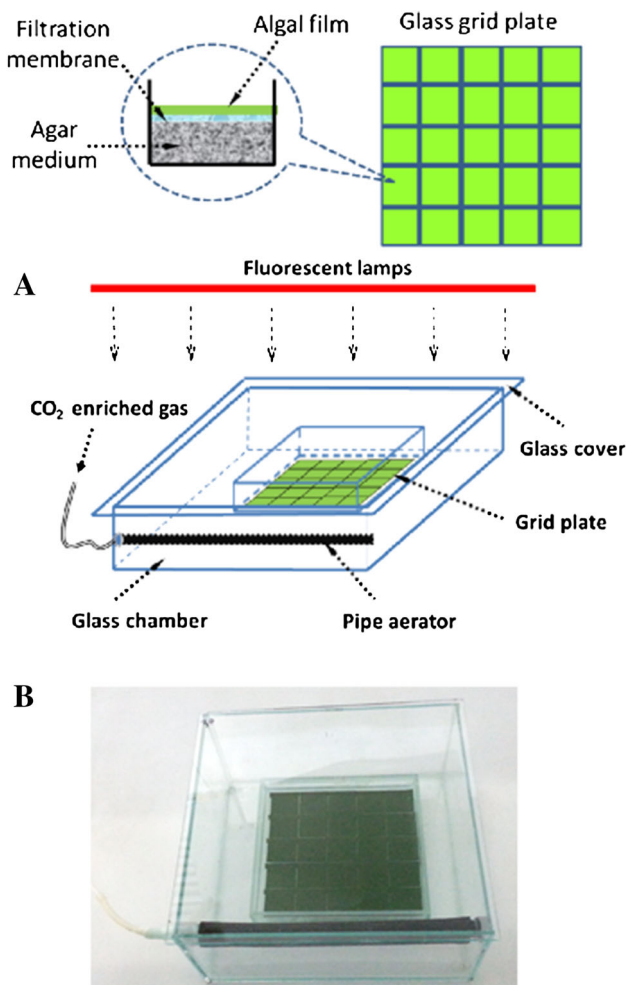 Filtration
membrane
Algal film
Glass grid plate
Agar
medium
A
Fluorescent lamps
CO₂ enriched gas
Glass cover
Grid plate
Glass chamber
Pipe aerator
B